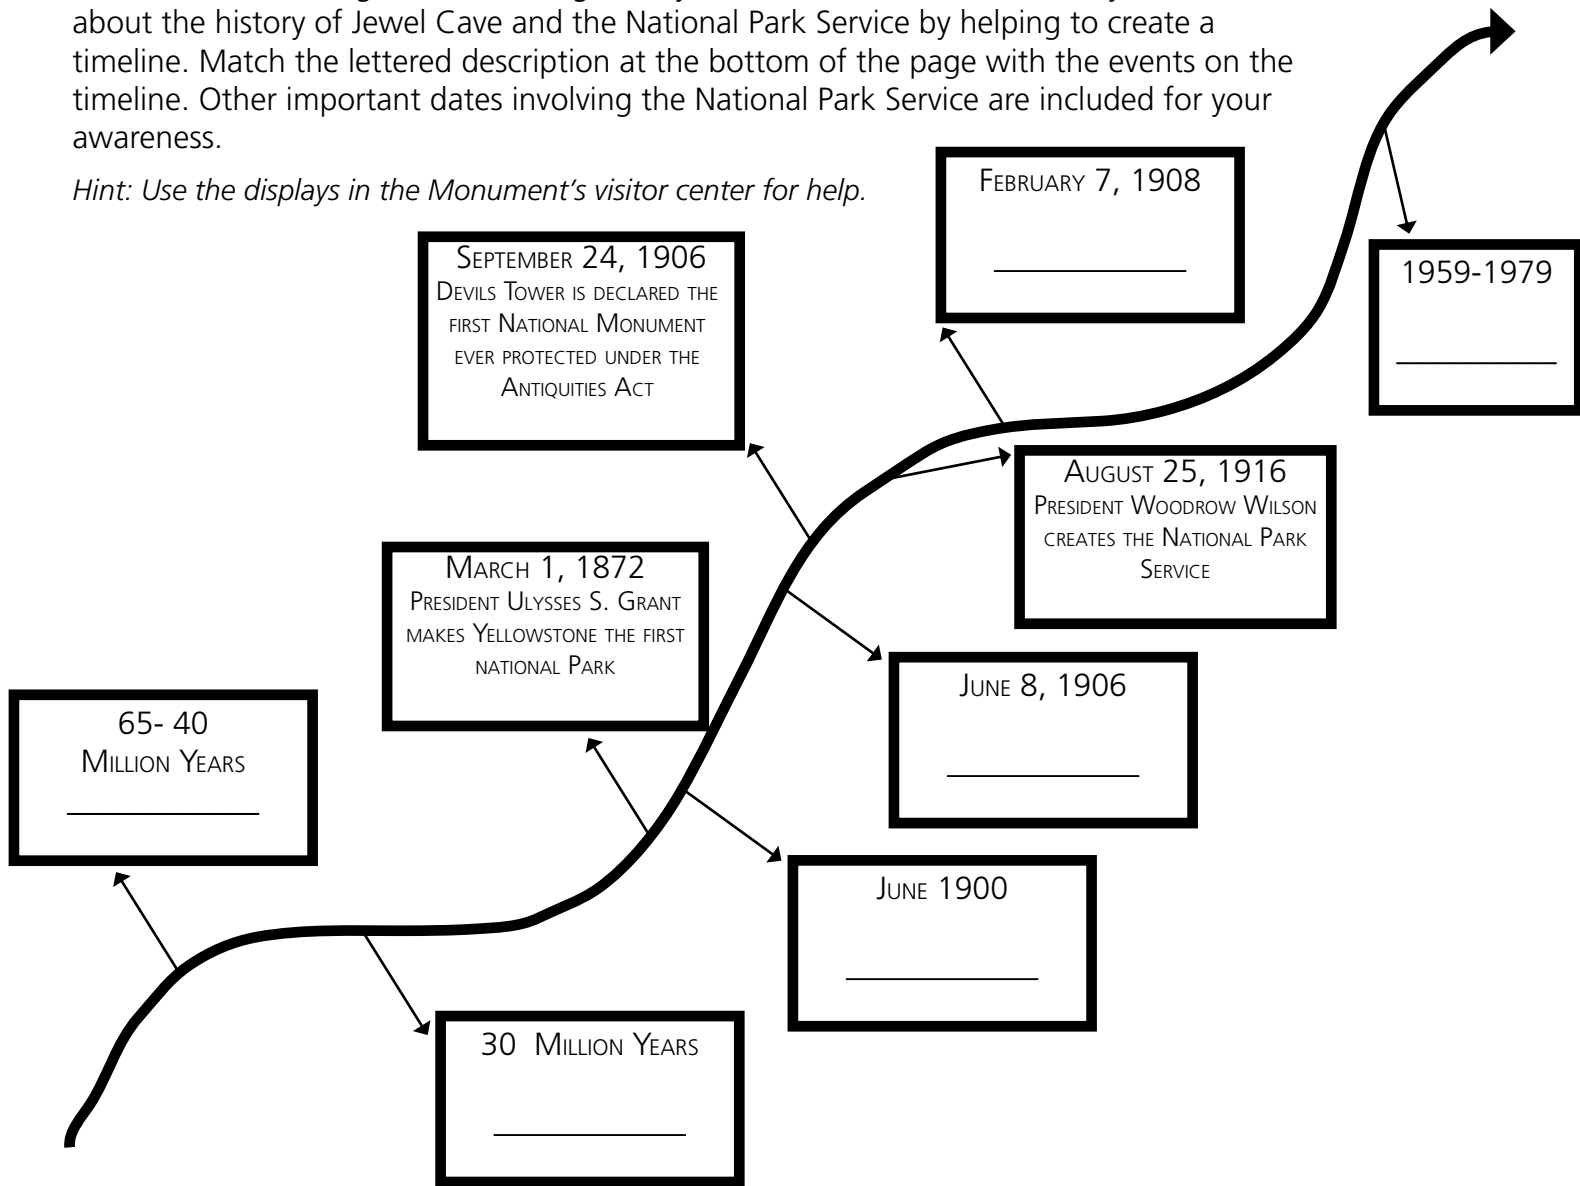 about the history of Jewel Cave and the National Park Service by helping to create a
timeline. Match the lettered description at the bottom of the page with the events on the
timeline. Other important dates involving the National Park Service are included for your
awareness.
Hint: Use the displays in the Monument's visitor center for help.
February 7, 1908
September 24, 1906
Devils Tower is declared the
first National Monument
ever protected under the
Antiquities Act
1959-1979
August 25, 1916
President Woodrow Wilson
creates the National Park
Service
March 1, 1872
President Ulysses S. Grant
makes Yellowstone the first
national Park
June 8, 1906
65- 40
Million Years
June 1900
30 Million Years